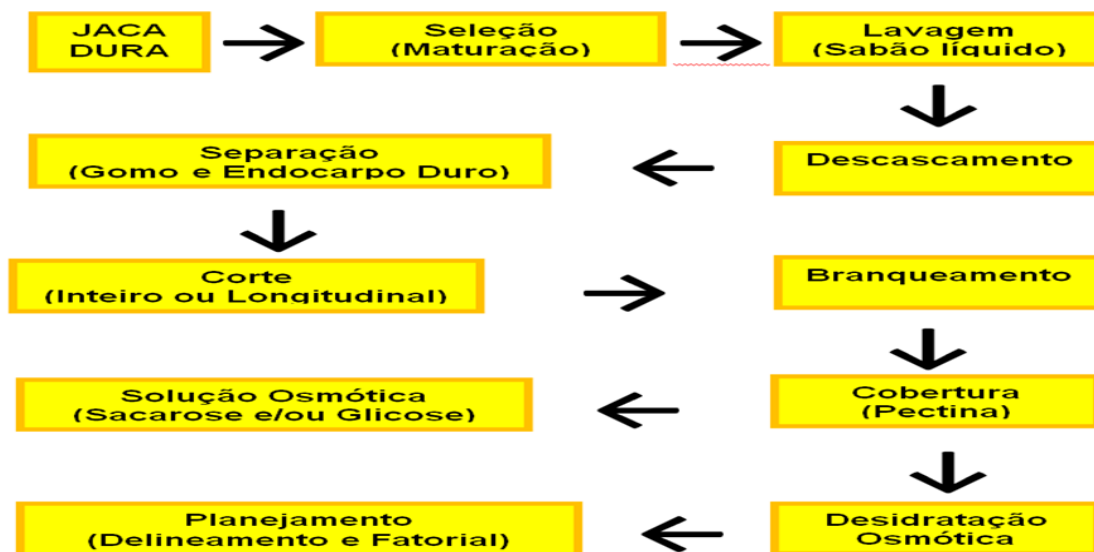 JACA
DURA
Seleção
(Maturação)
Lavagem
(Sabão líquido)
Separação
(Gomo e Endocarpo Duro)
Descascamento
Corte
(Inteiro ou Longitudinal)
Branqueamento
Solução Osmótica
(Sacarose e/ou Glicose)
Cobertura
(Pectina)
Planejamento
(Delineamento e Fatorial)
Desidratação
Osmótica